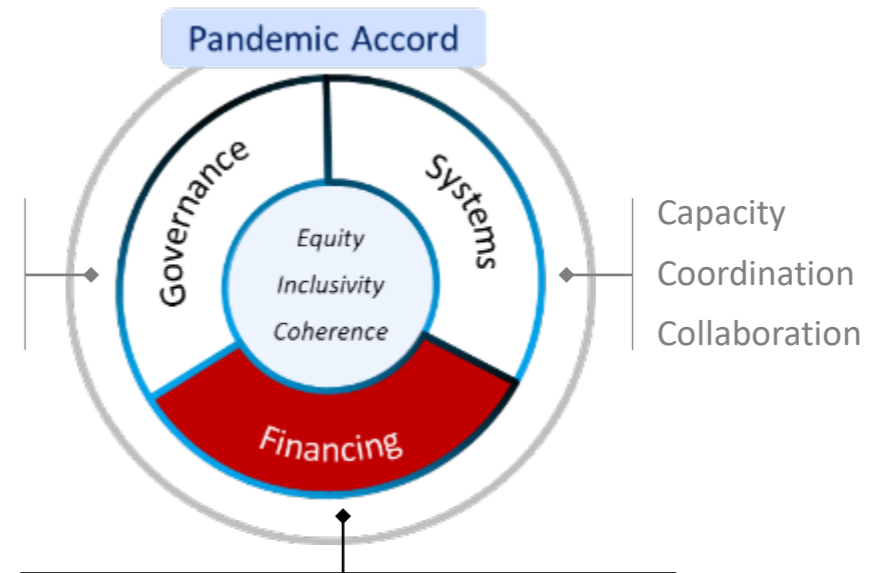 Pandemic Accord
Governance
Systems
Equity
Inclusivity
Coherence
Financing
Capacity
Coordination
Collaboration